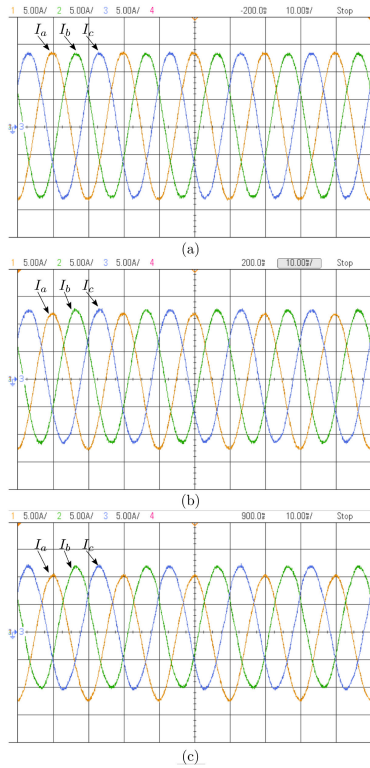 1 5.00A/ 2 5.00A/ 3 5.00A/ 4 -200.0▮ 10.00▮/ Stop
I_a I_b I_c
(a)
1 5.00A/ 2 5.00A/ 3 5.00A/ 4 200.0▮ 10.00▮/ Stop
I_a I_b I_c
(b)
1 5.00A/ 2 5.00A/ 3 5.00A/ 4 900.0▮ 10.00▮/ Stop
I_a I_b I_c
(c)